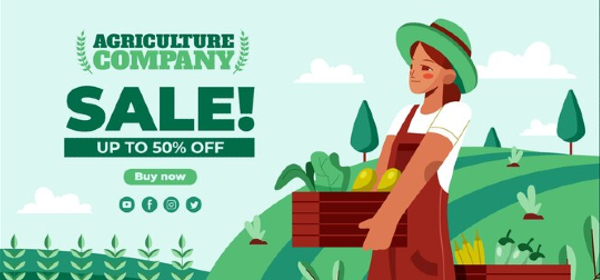 AGRICULTURE
COMPANY
SALE!
UP TO 50% OFF
Buy now